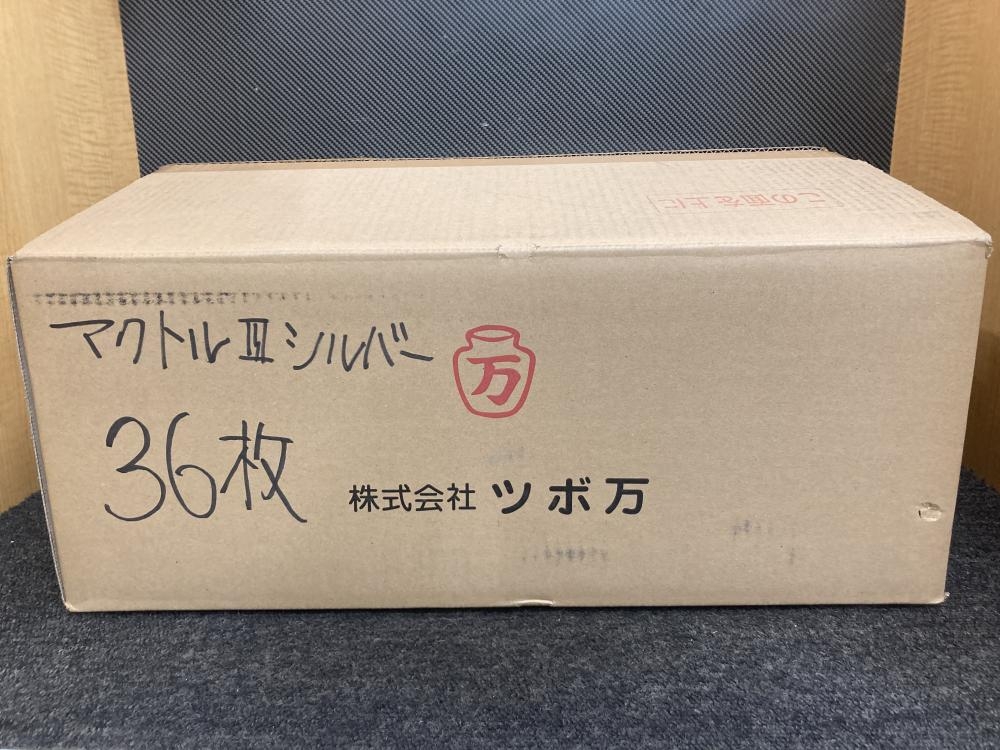 この面を上に
マクトルⅢシルバー
万
36枚
株式会社 ツボ万